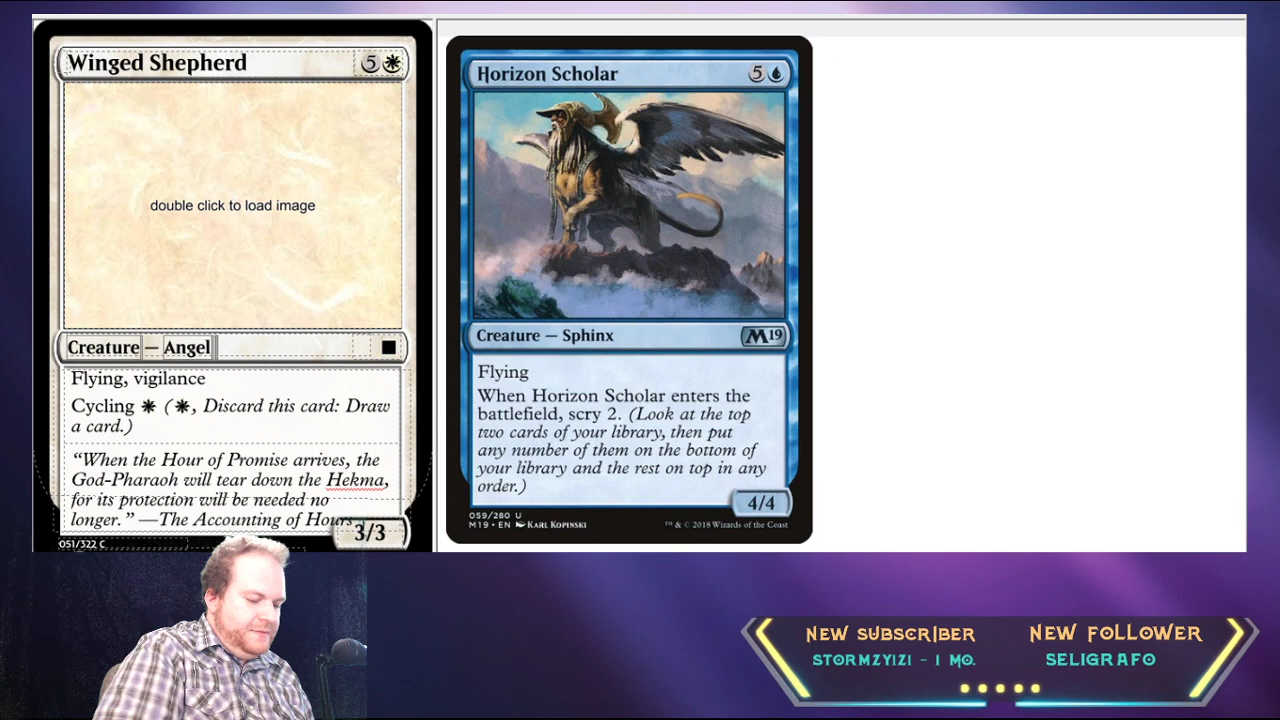 Winged Shepherd
5
double click to load image
Creature — Angel
Flying, vigilance
Cycling (, Discard this card: Draw
a card.)
“When the Hour of Promise arrives, the
God-Pharaoh will tear down the Hekma,
for its protection will be needed no
longer.” —The Accounting of Hours
3/3
051/322 C
Horizon Scholar
5
Creature — Sphinx
M19
Flying
When Horizon Scholar enters the
battlefield, scry 2. (Look at the top
two cards of your library, then put
any number of them on the bottom of
your library and the rest on top in any
order.)
4/4
059/280 U
M19 • EN KARL KOPINSKI
™ & © 2018 Wizards of the Coast
NEW SUBSCRIBER
STORMZYIZI - 1 MO.
NEW FOLLOWER
SELIGRAFO